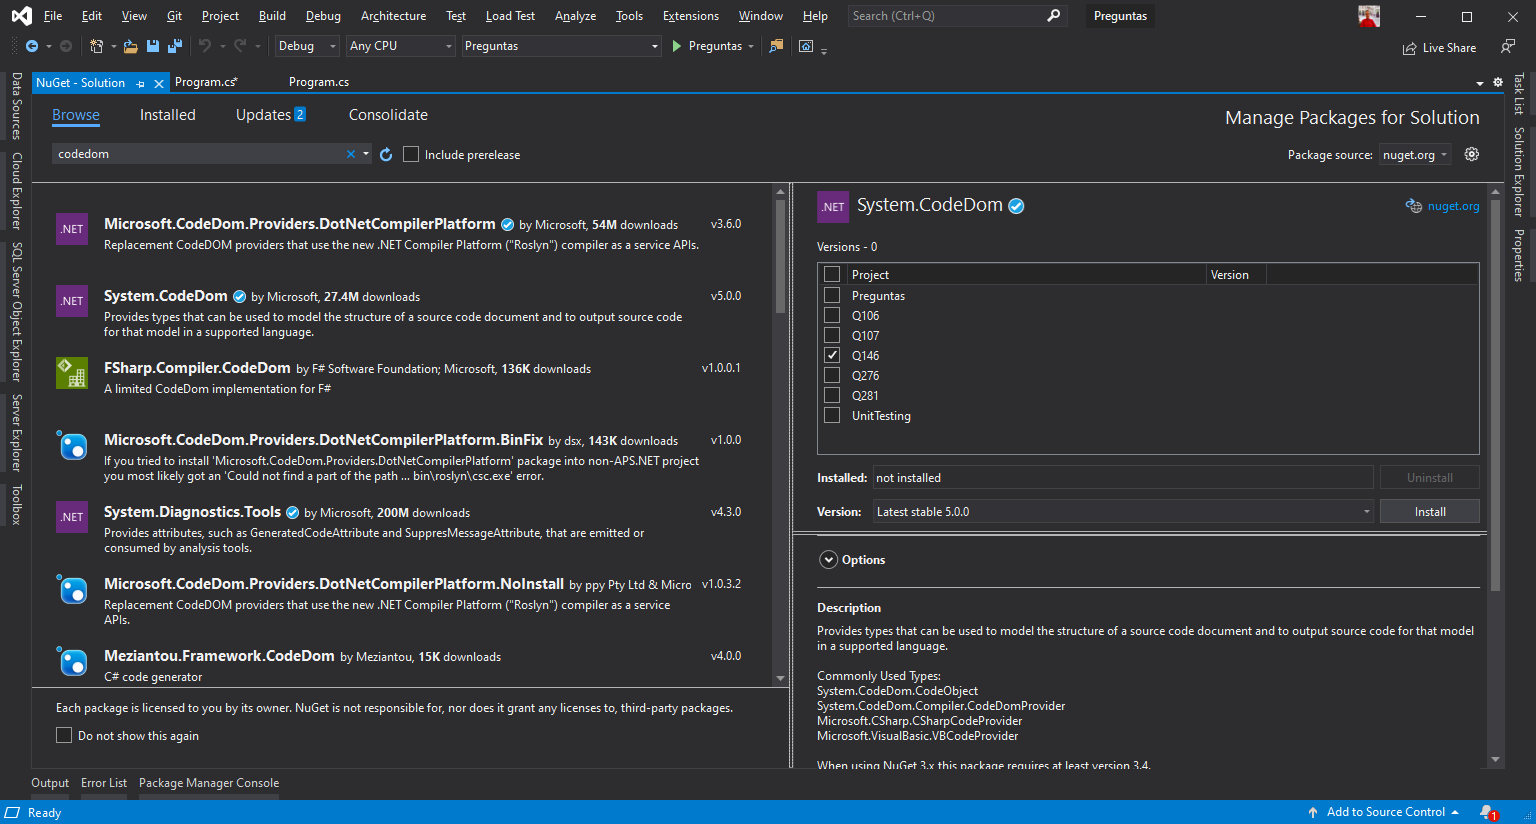 File Edit View Git Project Build Debug Architecture Test Load Test Analyze Tools Extensions Window Help Search (Ctrl+Q) Preguntas
Debug Any CPU Preguntas Preguntas Live Share
NuGet - Solution Program.cs* Program.cs
Data Sources
Cloud Explorer
SQL Server Object Explorer
Server Explorer
Toolbox
Browse Installed Updates 2 Consolidate
Manage Packages for Solution
codedom Include prerelease
Package source: nuget.org
.NET Microsoft.CodeDom.Providers.DotNetCompilerPlatform by Microsoft, 54M downloads v3.6.0
Replacement CodeDOM providers that use the new .NET Compiler Platform ("Roslyn") compiler as a service APIs.
.NET System.CodeDom by Microsoft, 27.4M downloads v5.0.0
Provides types that can be used to model the structure of a source code document and to output source code
for that model in a supported language.
FSharp.Compiler.CodeDom by F# Software Foundation; Microsoft, 136K downloads v1.0.0.1
A limited CodeDom implementation for F#
Microsoft.CodeDom.Providers.DotNetCompilerPlatform.BinFix by dsx, 143K downloads v1.0.0
If you tried to install 'Microsoft.CodeDom.Providers.DotNetCompilerPlatform' package into non-APS.NET project
you most likely got an 'Could not find a part of the path ... bin\roslyn\csc.exe' error.
.NET System.Diagnostics.Tools by Microsoft, 200M downloads v4.3.0
Provides attributes, such as GeneratedCodeAttribute and SuppresMessageAttribute, that are emitted or
consumed by analysis tools.
Microsoft.CodeDom.Providers.DotNetCompilerPlatform.NoInstall by ppy Pty Ltd & Micro v1.0.3.2
Replacement CodeDOM providers that use the new .NET Compiler Platform ("Roslyn") compiler as a service
APIs.
Meziantou.Framework.CodeDom by Meziantou, 15K downloads v4.0.0
C# code generator
Each package is licensed to you by its owner. NuGet is not responsible for, nor does it grant any licenses to, third-party packages.
Do not show this again
.NET System.CodeDom nuget.org
Versions - 0
Project Version
Preguntas
Q106
Q107
Q146
Q276
Q281
UnitTesting
Installed: not installed Uninstall
Version: Latest stable 5.0.0 Install
Options
Description
Provides types that can be used to model the structure of a source code document and to output source code for that model
in a supported language.
Commonly Used Types:
System.CodeDom.CodeObject
System.CodeDom.Compiler.CodeDomProvider
Microsoft.CSharp.CSharpCodeProvider
Microsoft.VisualBasic.VBCodeProvider
When using NuGet 3.x this package requires at least version 3.4.
Task List
Solution Explorer
Properties
Output Error List Package Manager Console
Ready Add to Source Control 1